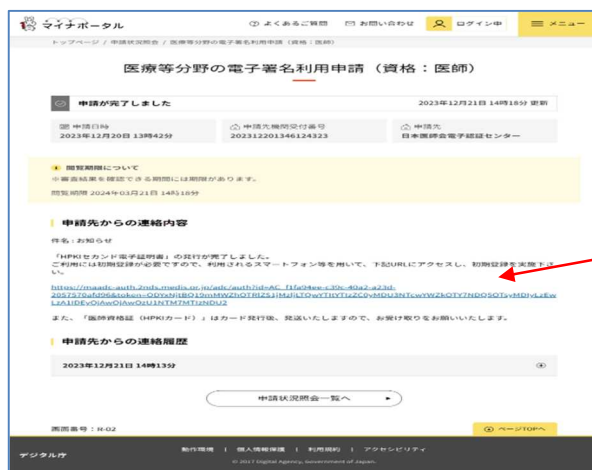 マイナポータル
よくあるご質問 お問い合わせ ログイン中 メニュー
トップページ / 申請状況照会 / 医療等分野の電子署名利用申請（資格：医師）
医療等分野の電子署名利用申請（資格：医師）
申請が完了しました 2023年12月21日 14時16分 更新
申請日時 申請先機関受付番号 申請先
2023年12月20日 13時42分 202312201346124323 日本医師会電子認証センター
閲覧期限について
※審査結果を確認できる期間には期限があります。
閲覧期間 2024年03月21日 14時16分
申請先からの連絡内容
件名：お知らせ
「HPKIセカンド電子証明書」の発行が完了しました。
ご利用には初期登録が必要ですので、利用されるスマートフォン等を用いて、下記URLにアクセスし、初期登録を実施下さ
い。
また、「医師資格証（HPKIカード）」はカード発行後、発送いたしますので、お受け取りをお願いいたします。
申請先からの連絡履歴
2023年12月21日 14時13分
申請状況照会一覧へ
画面番号：R-02 ページTOPへ
デジタル庁 動作環境 | 個人情報保護 | 利用規約 | アクセシビリティ
© 2017 Digital Agency, Government of Japan.